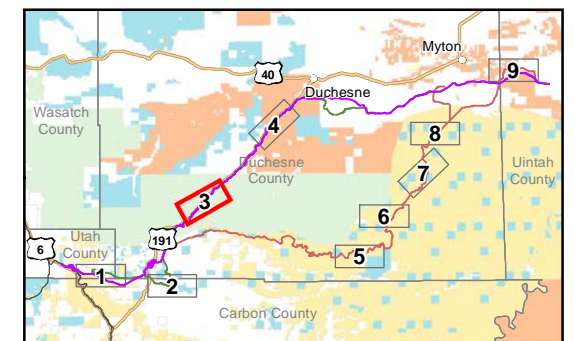 Myton
9
40
Duchesne
Wasatch
County
4
8
Duchesne
County
7
Uintah
County
3
6
191
Utah
County
6
5
1
2
Carbon County